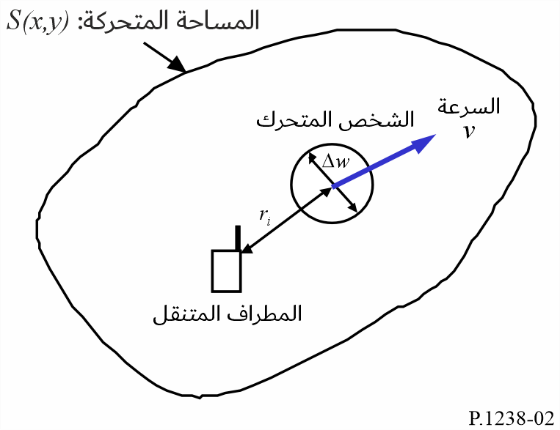 المساحة المتحركة: S(x,y)
السرعة
v
الشخص المتحرك
Δw
r_i
المطراف المتنقل
P.1238-02